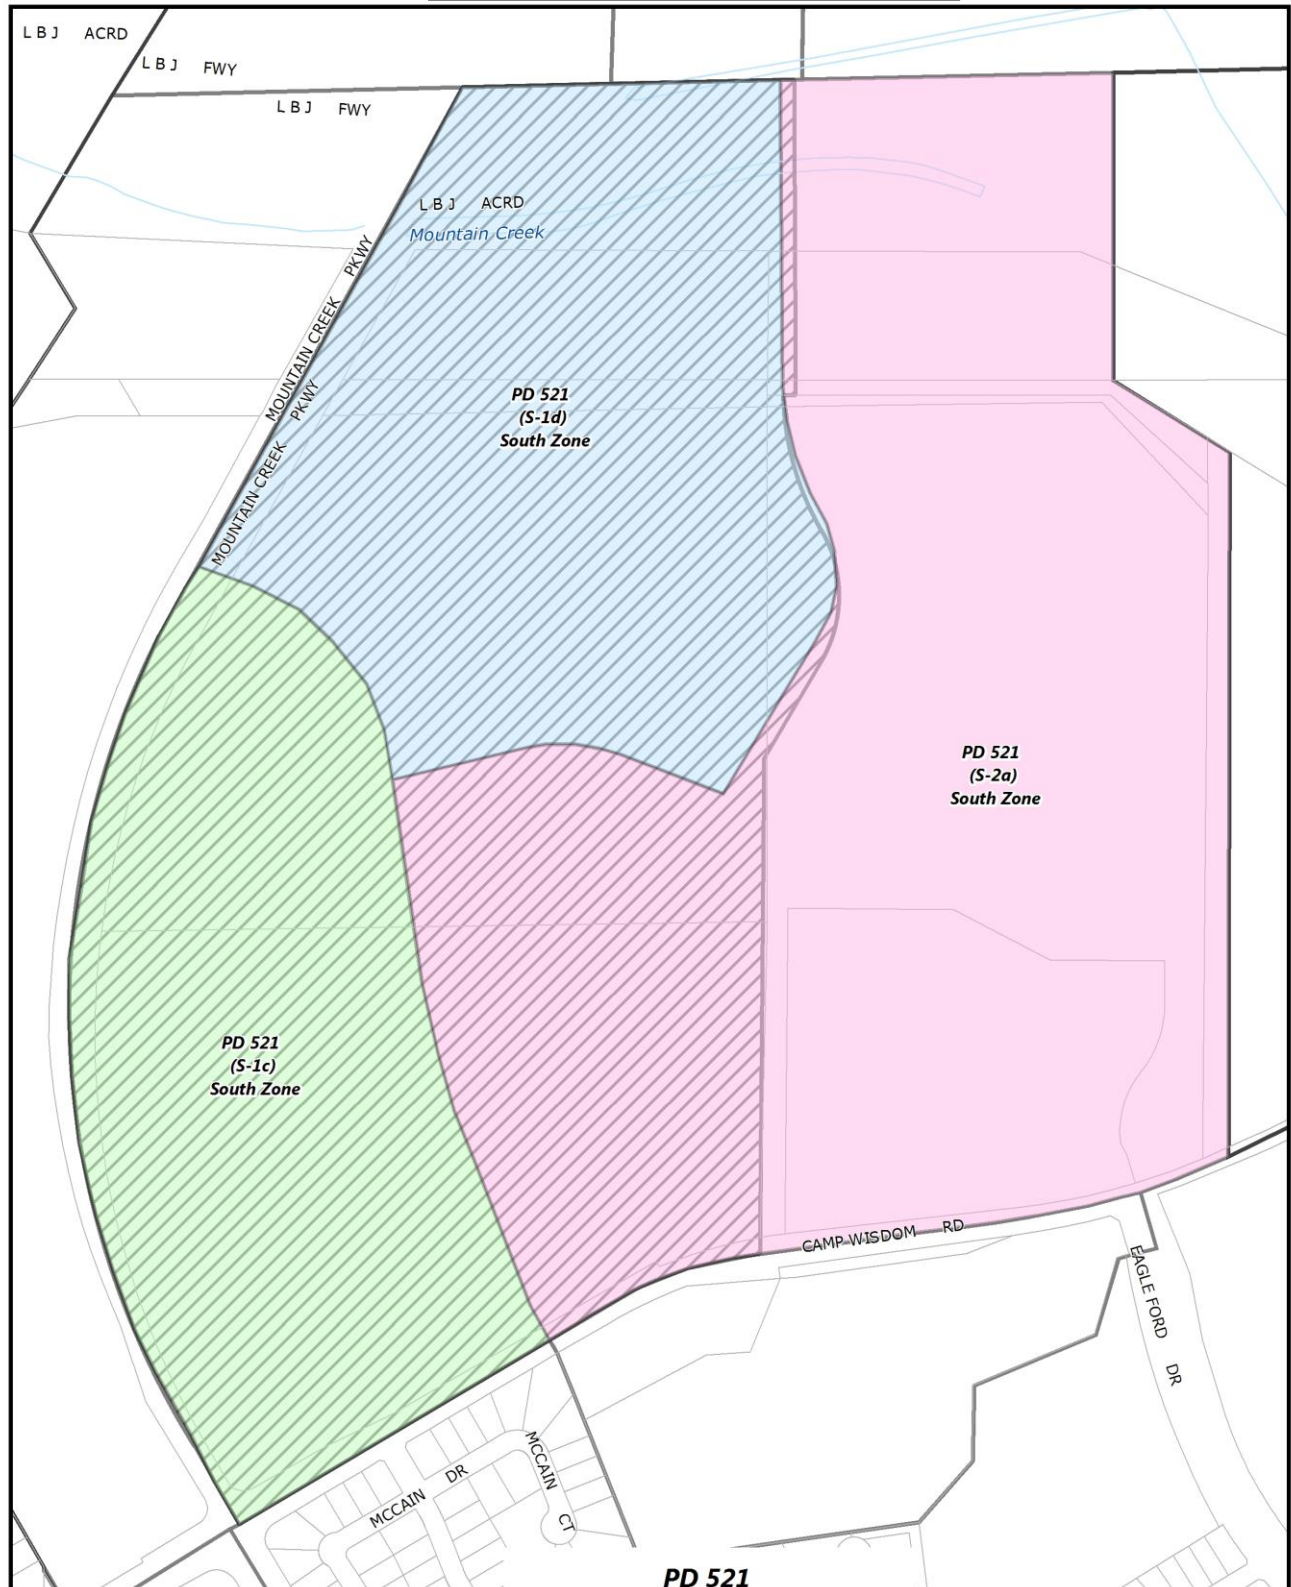 L B J ACRD
L B J FWY
L B J FWY
L B J ACRD
Mountain Creek
MOUNTAIN CREEK PKWY
MOUNTAIN CREEK PKWY
PD 521
(S-1d)
South Zone
PD 521
(S-2a)
South Zone
PD 521
(S-1c)
South Zone
CAMP WISDOM RD
EAGLE FORD DR
MCCAIN DR
MCCAIN CT
PD 521